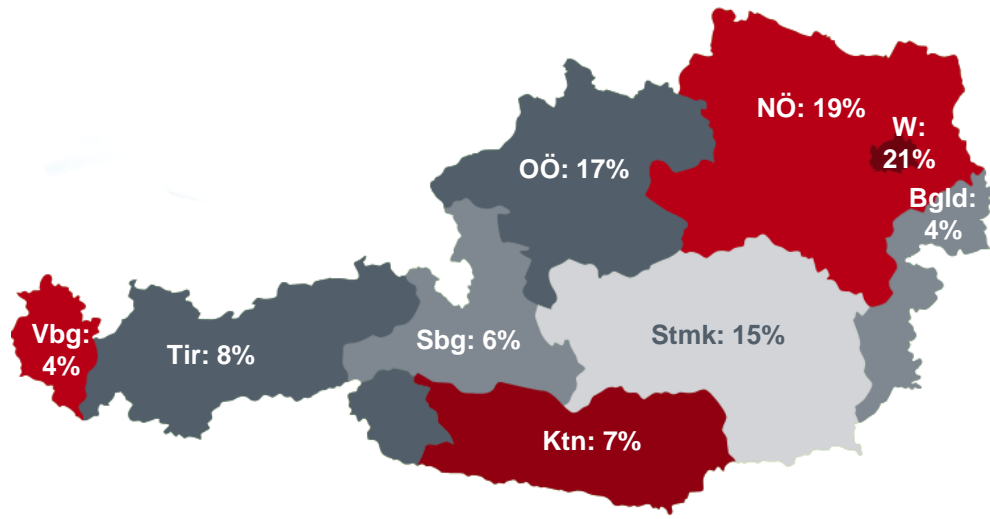 NÖ: 19%
W:
21%
OÖ: 17%
Bgld:
4%
Vbg:
4%
Tir: 8%
Sbg: 6%
Stmk: 15%
Ktn: 7%